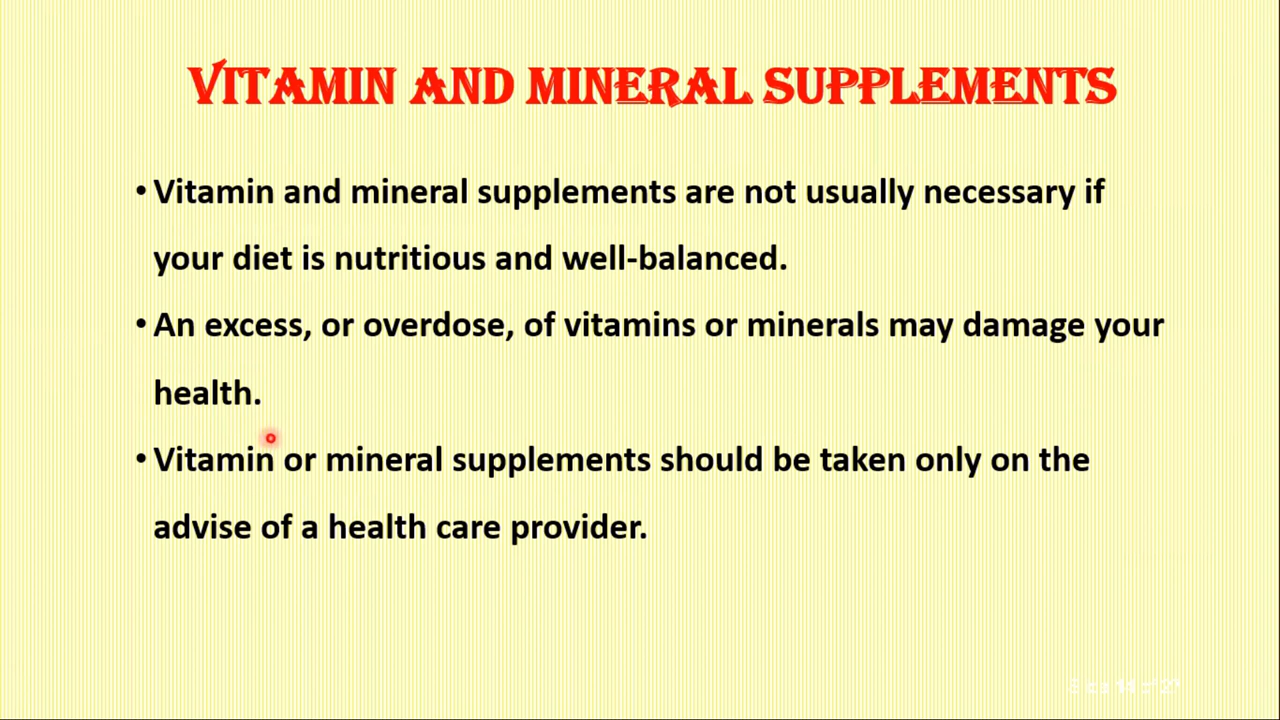 VITAMIN AND MINERAL SUPPLEMENTS
• Vitamin and mineral supplements are not usually necessary if
your diet is nutritious and well-balanced.
• An excess, or overdose, of vitamins or minerals may damage your
health.
• Vitamin or mineral supplements should be taken only on the
advise of a health care provider.